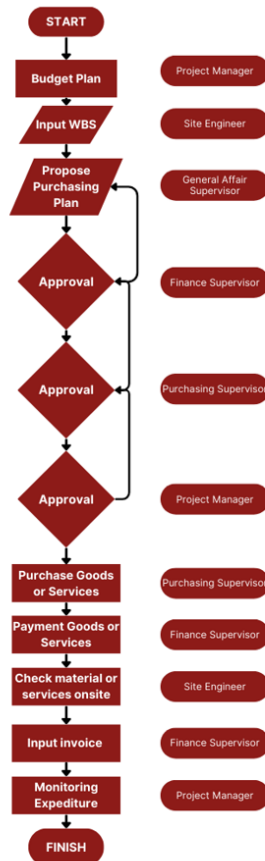 START
Budget Plan
Project Manager
Input WBS
Site Engineer
Propose
Purchasing
Plan
General Affair
Supervisor
Approval
Finance Supervisor
Approval
Purchasing Supervisor
Approval
Project Manager
Purchase Goods
or Services
Purchasing Supervisor
Payment Goods or
Services
Finance Supervisor
Check material or
services onsite
Site Engineer
Input invoice
Finance Supervisor
Monitoring
Expediture
Project Manager
FINISH